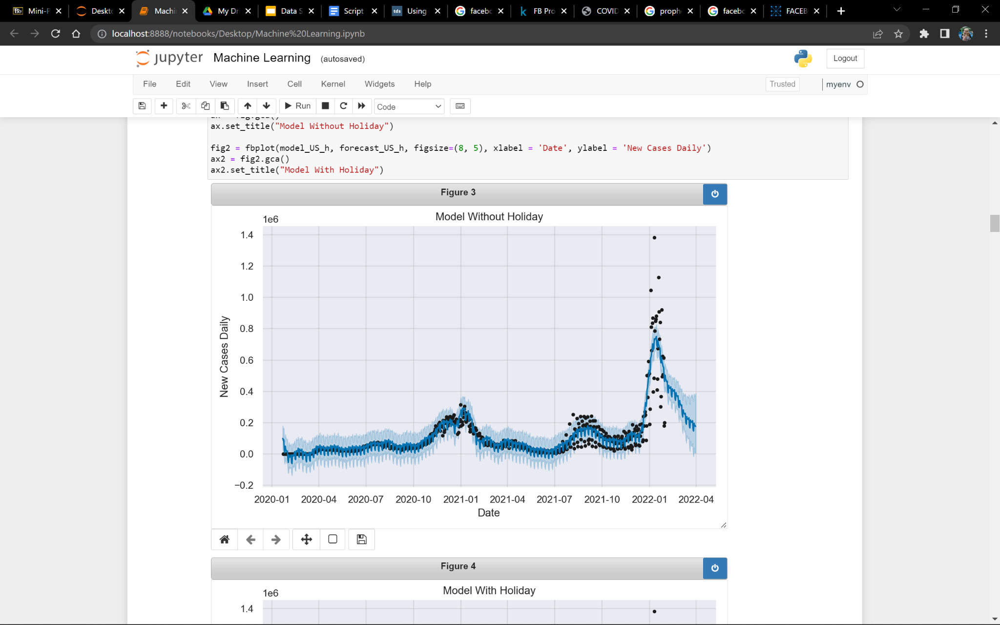 Mini-P
Deskto
Machi
My Dri
Data S
Script
tds Using
facebo
k FB Pro
COVID
proph
facebo
FACEB
localhost:8888/notebooks/Desktop/Machine%20Learning.ipynb
jupyter Machine Learning (autosaved)
Logout
File Edit View Insert Cell Kernel Widgets Help
Trusted
myenv
Run
Code
ax.set_title("Model Without Holiday")
fig2 = fbplot(model_US_h, forecast_US_h, figsize=(8, 5), xlabel = 'Date', ylabel = 'New Cases Daily')
ax2 = fig2.gca()
ax2.set_title("Model With Holiday")
Figure 3
Model Without Holiday
1e6
1.4
1.2
1.0
0.8
0.6
0.4
0.2
0.0
−0.2
New Cases Daily
2020-01 2020-04 2020-07 2020-10 2021-01 2021-04 2021-07 2021-10 2022-01 2022-04
Date
Figure 4
Model With Holiday
1e6
1.4